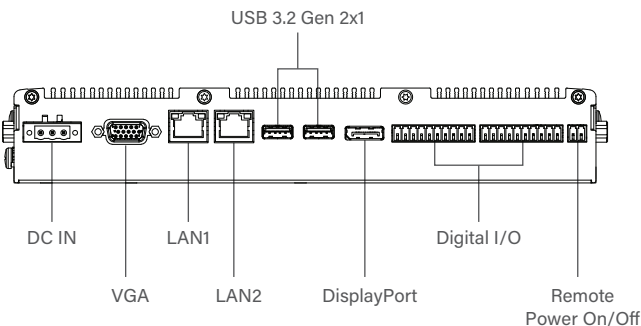 USB 3.2 Gen 2x1
DC IN
LAN1
Digital I/O
VGA
LAN2
DisplayPort
Remote
Power On/Off